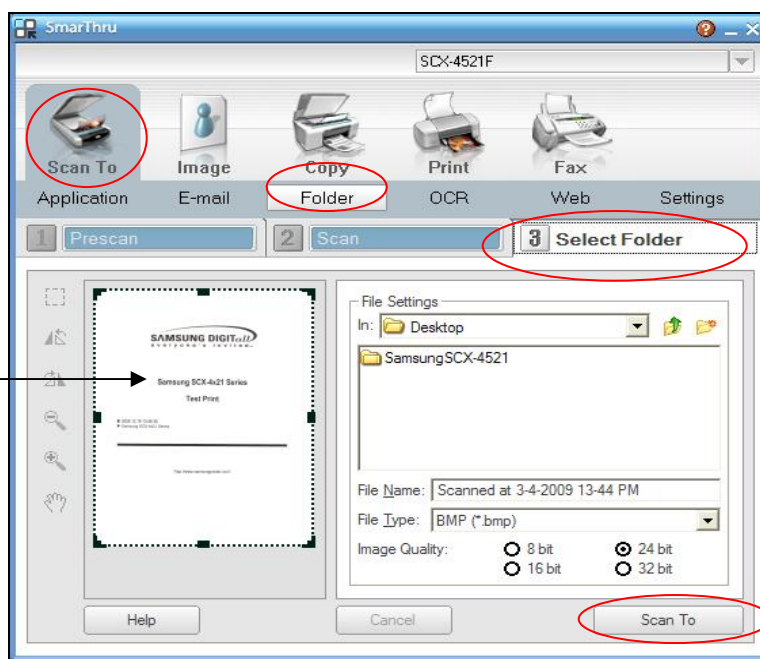 SmarThru
SCX-4521F
Scan To Image Copy Print Fax
Application E-mail Folder OCR Web Settings
1 Prescan 2 Scan 3 Select Folder
SAMSUNG DIGITall
everyone's invited.
Samsung SCX-4x21 Series
Test Print
File Settings
In: Desktop
SamsungSCX-4521
File Name: Scanned at 3-4-2009 13-44 PM
File Type: BMP (*.bmp)
Image Quality: 8 bit 24 bit
16 bit 32 bit
Help Cancel Scan To